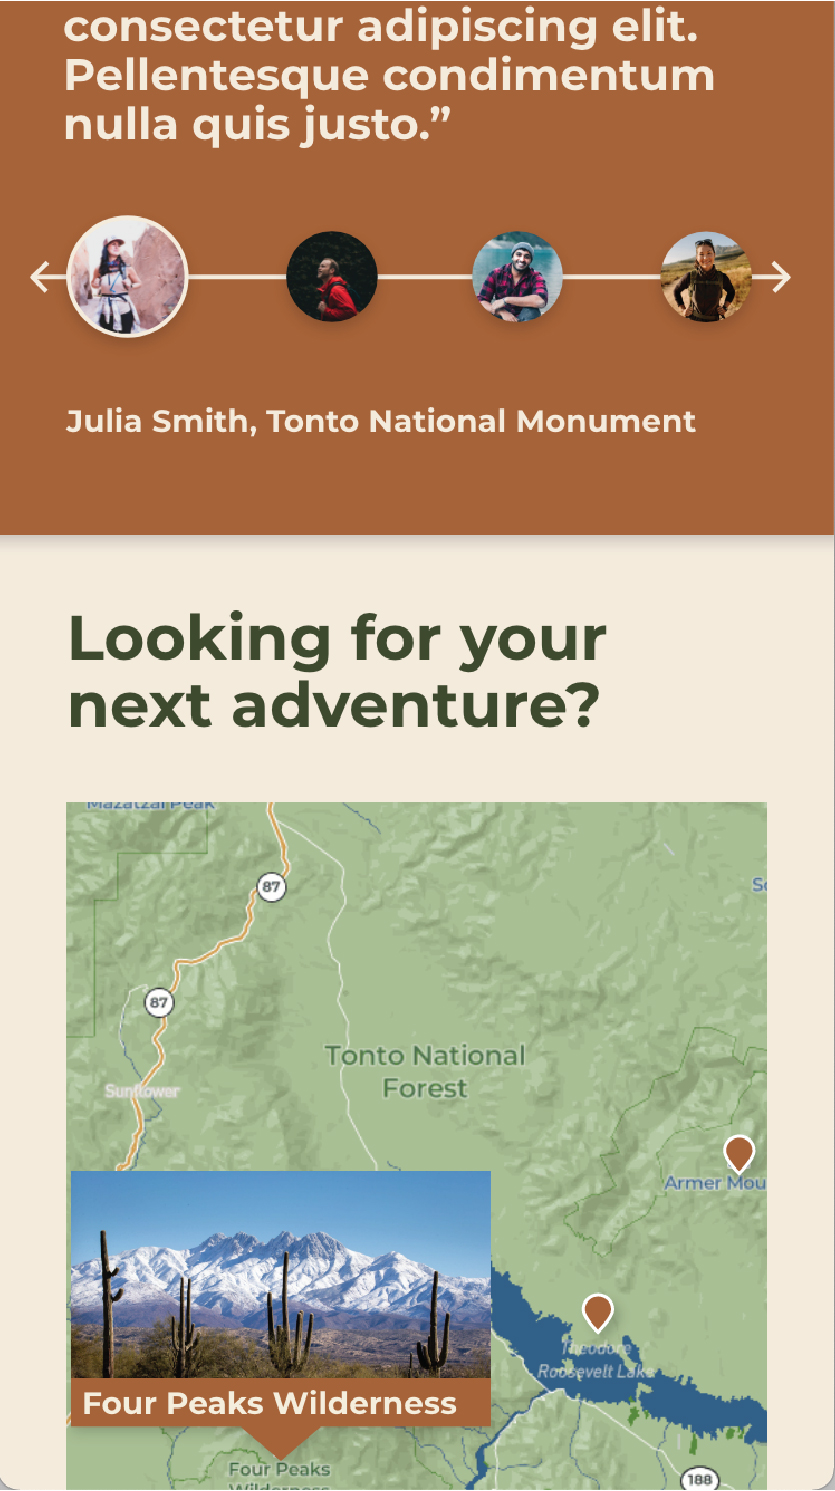 consectetur adipiscing elit.
Pellentesque condimentum
nulla quis justo.”
Julia Smith, Tonto National Monument
Looking for your
next adventure?
Mazatzal Peak
87
87
Tonto National
Forest
Sunflower
Armer Mou
Theodore
Roosevelt Lake
Four Peaks Wilderness
Four Peaks
Wilderness
188